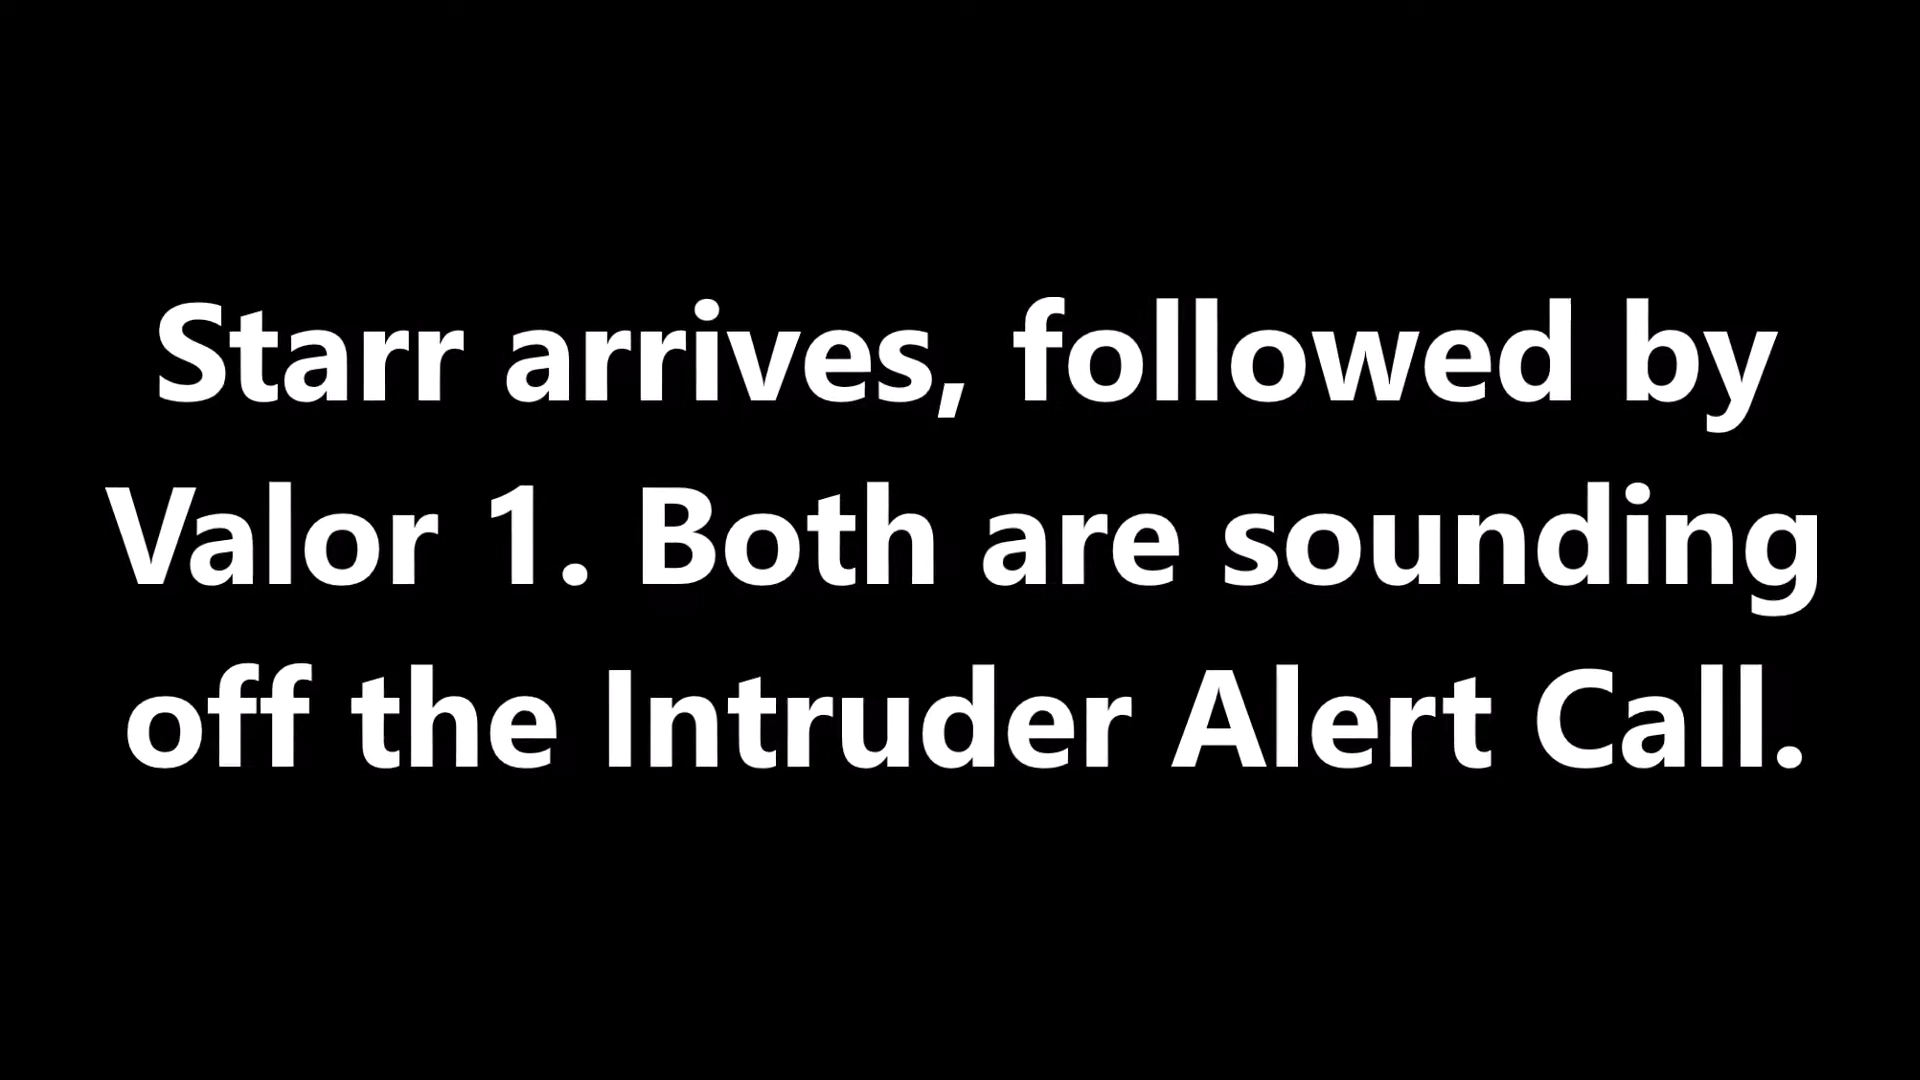 Starr arrives, followed by
Valor 1. Both are sounding
off the Intruder Alert Call.